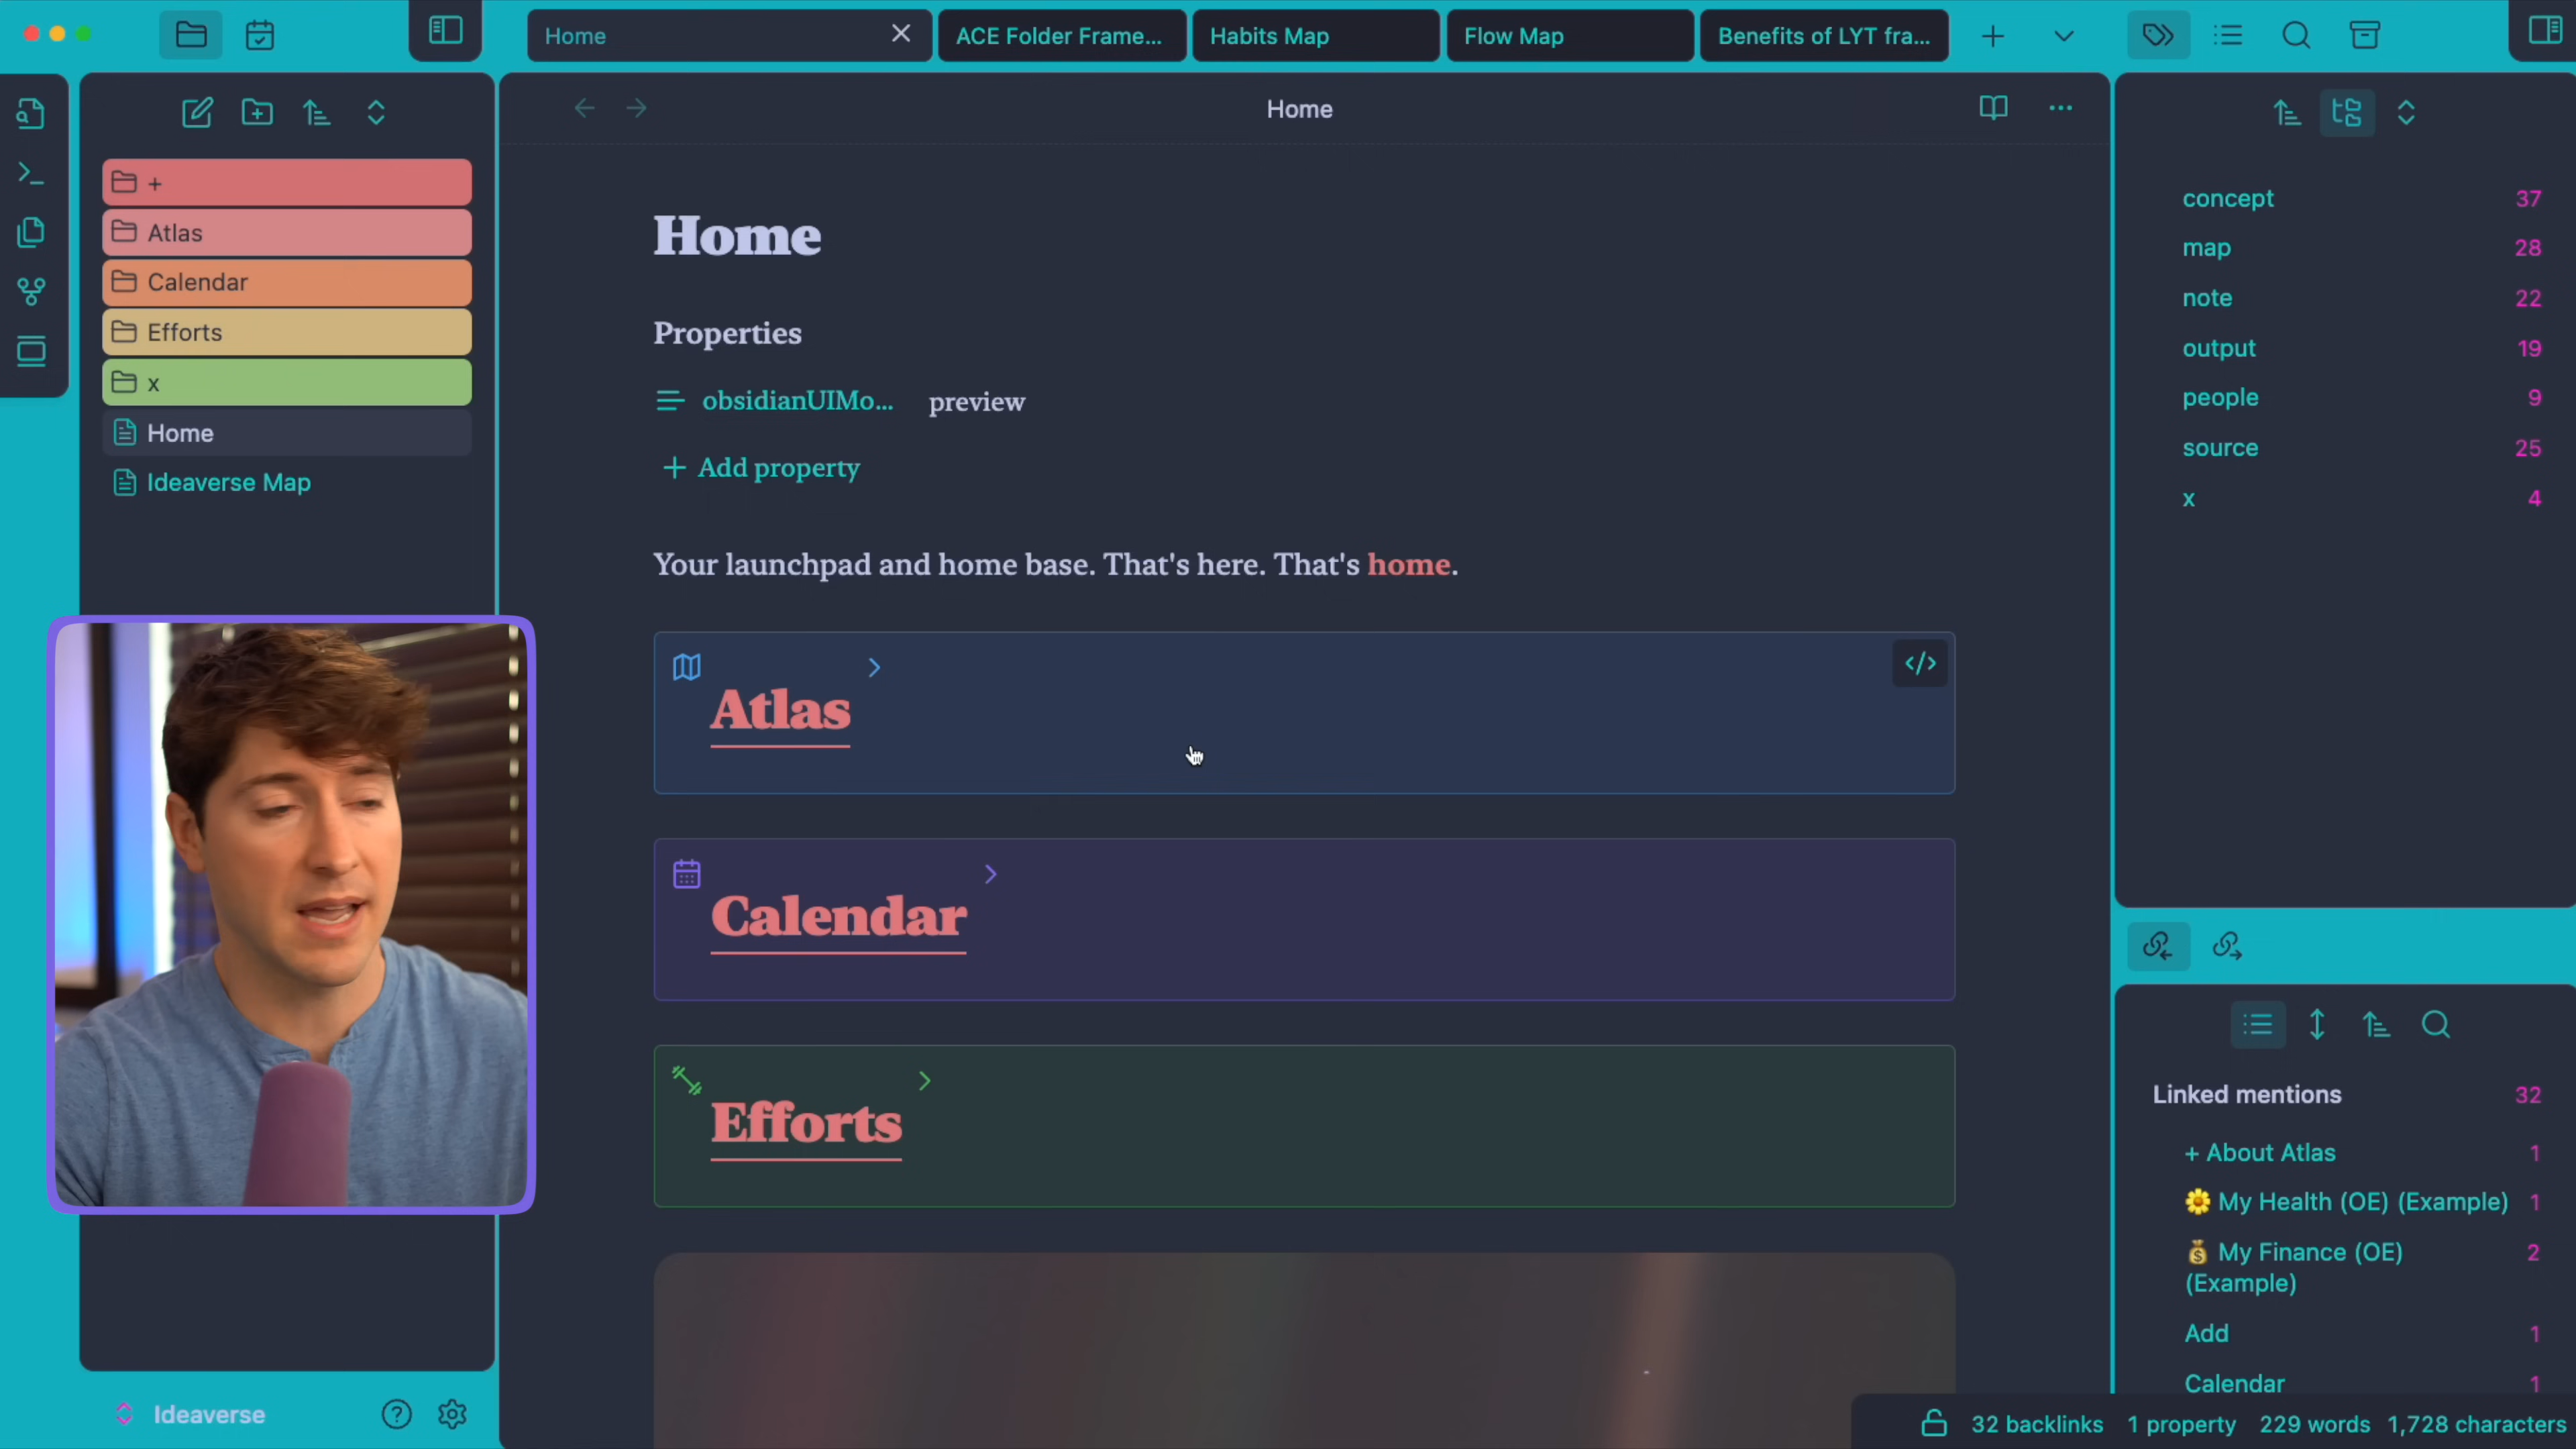 Home
ACE Folder Frame...
Habits Map
Flow Map
Benefits of LYT fra...
+
Atlas
Calendar
Efforts
x
Home
Ideaverse Map
Ideaverse
Home
Home
Properties
obsidianUIMo...
preview
Add property
Your launchpad and home base. That's here. That's home.
Atlas
Calendar
Efforts
concept 37
map 28
note 22
output 19
people 9
source 25
x 4
Linked mentions 32
+ About Atlas 1
🌼 My Health (OE) (Example) 1
💰 My Finance (OE) 2
(Example)
Add 1
Calendar 1
32 backlinks 1 property 229 words 1,728 characters